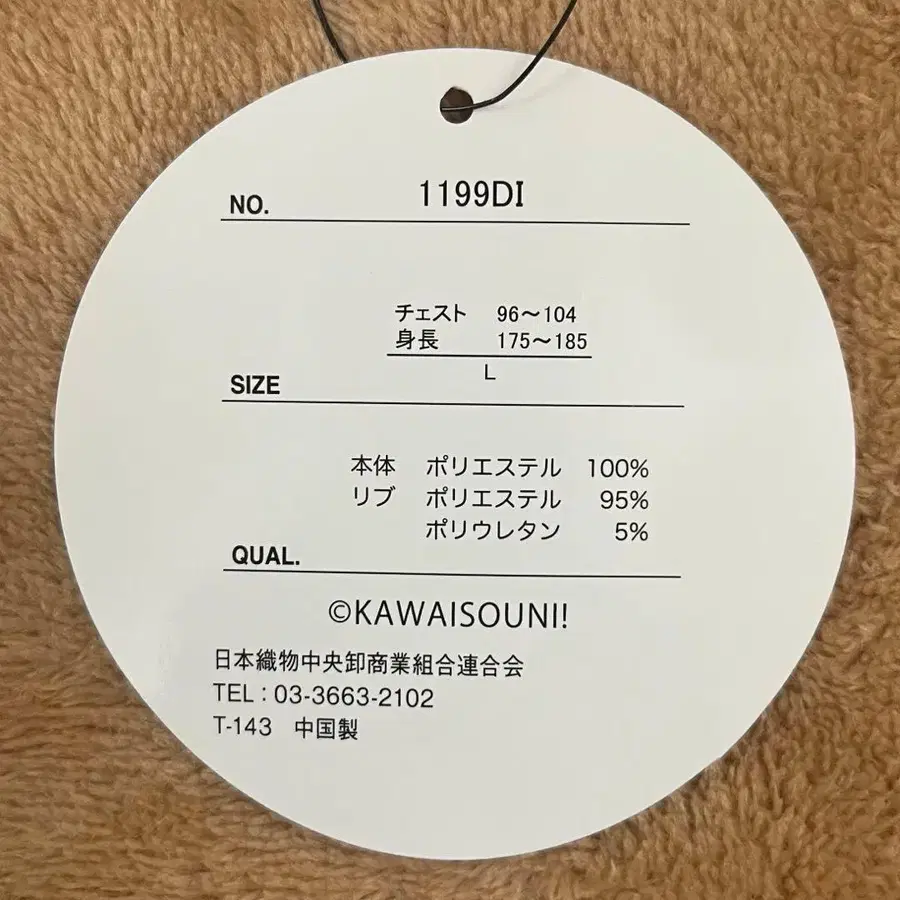 NO. 1199DI
チェスト 96〜104
身長 175〜185
L
SIZE
本体 ポリエステル 100%
リブ ポリエステル 95%
ポリウレタン 5%
QUAL.
©KAWAISOUNI!
日本織物中央卸商業組合連合会
TEL：03-3663-2102
T-143 中国製